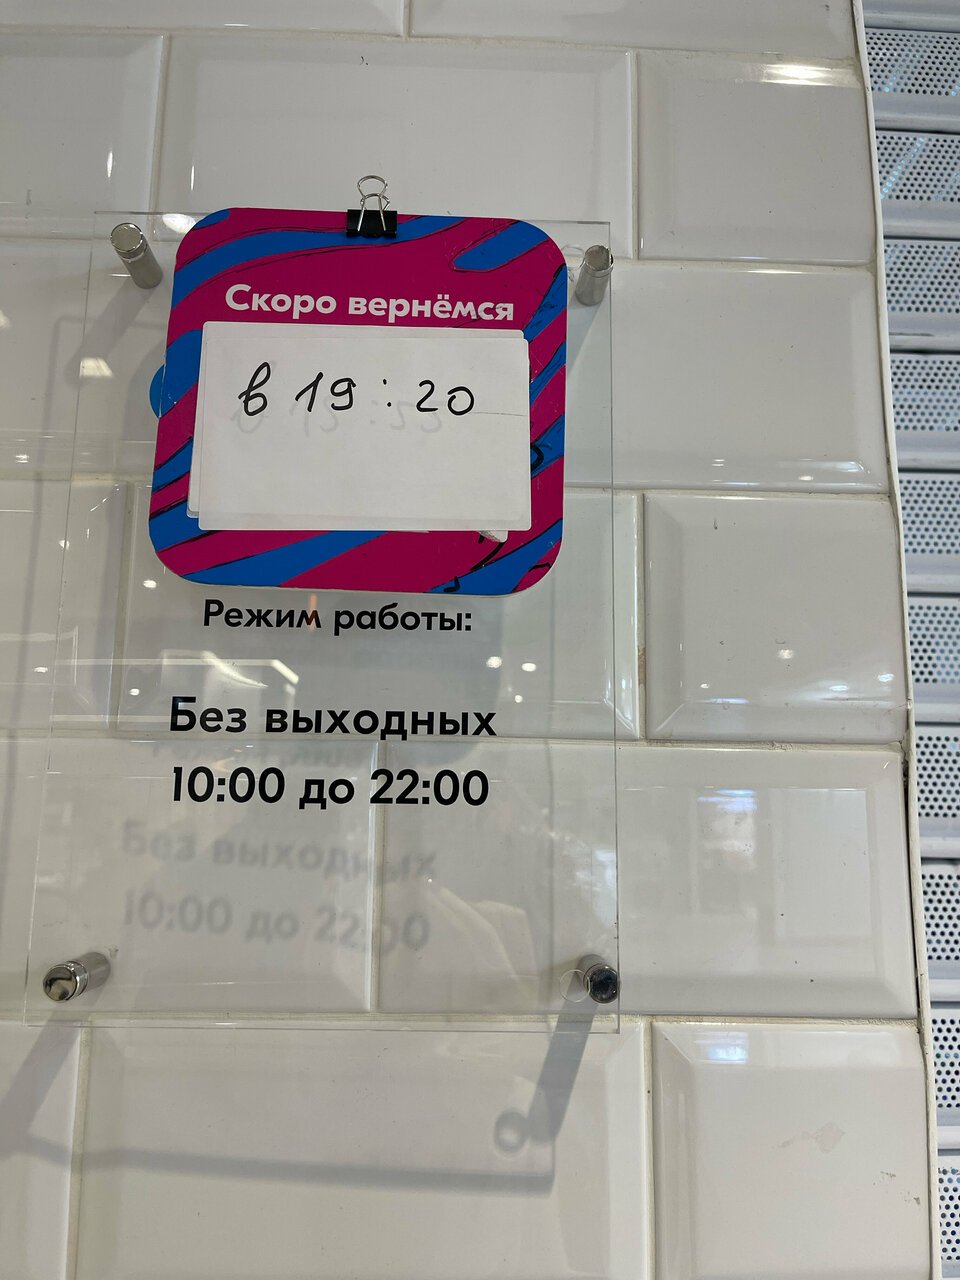 Скоро вернёмся
в 19:20
Режим работы:
Без выходных
10:00 до 22:00